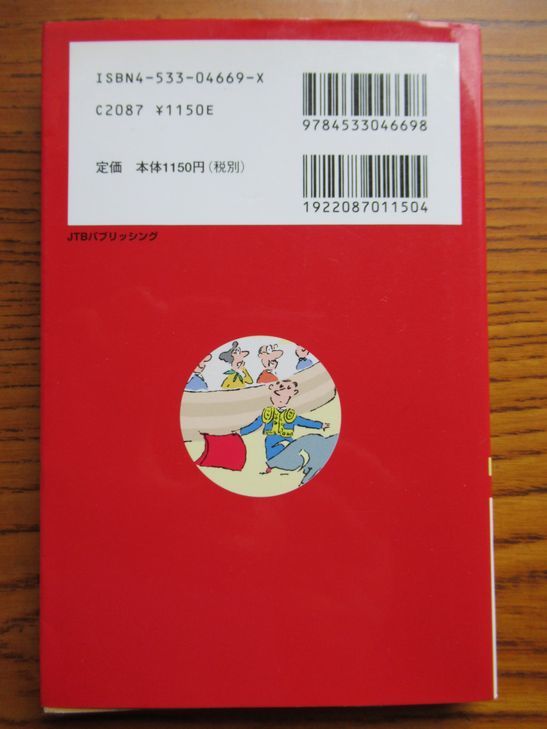 ISBN4-533-04669-X
C2087 ¥1150E
定価 本体1150円(税別)
9784533046698
1922087011504
JTBパブリッシング